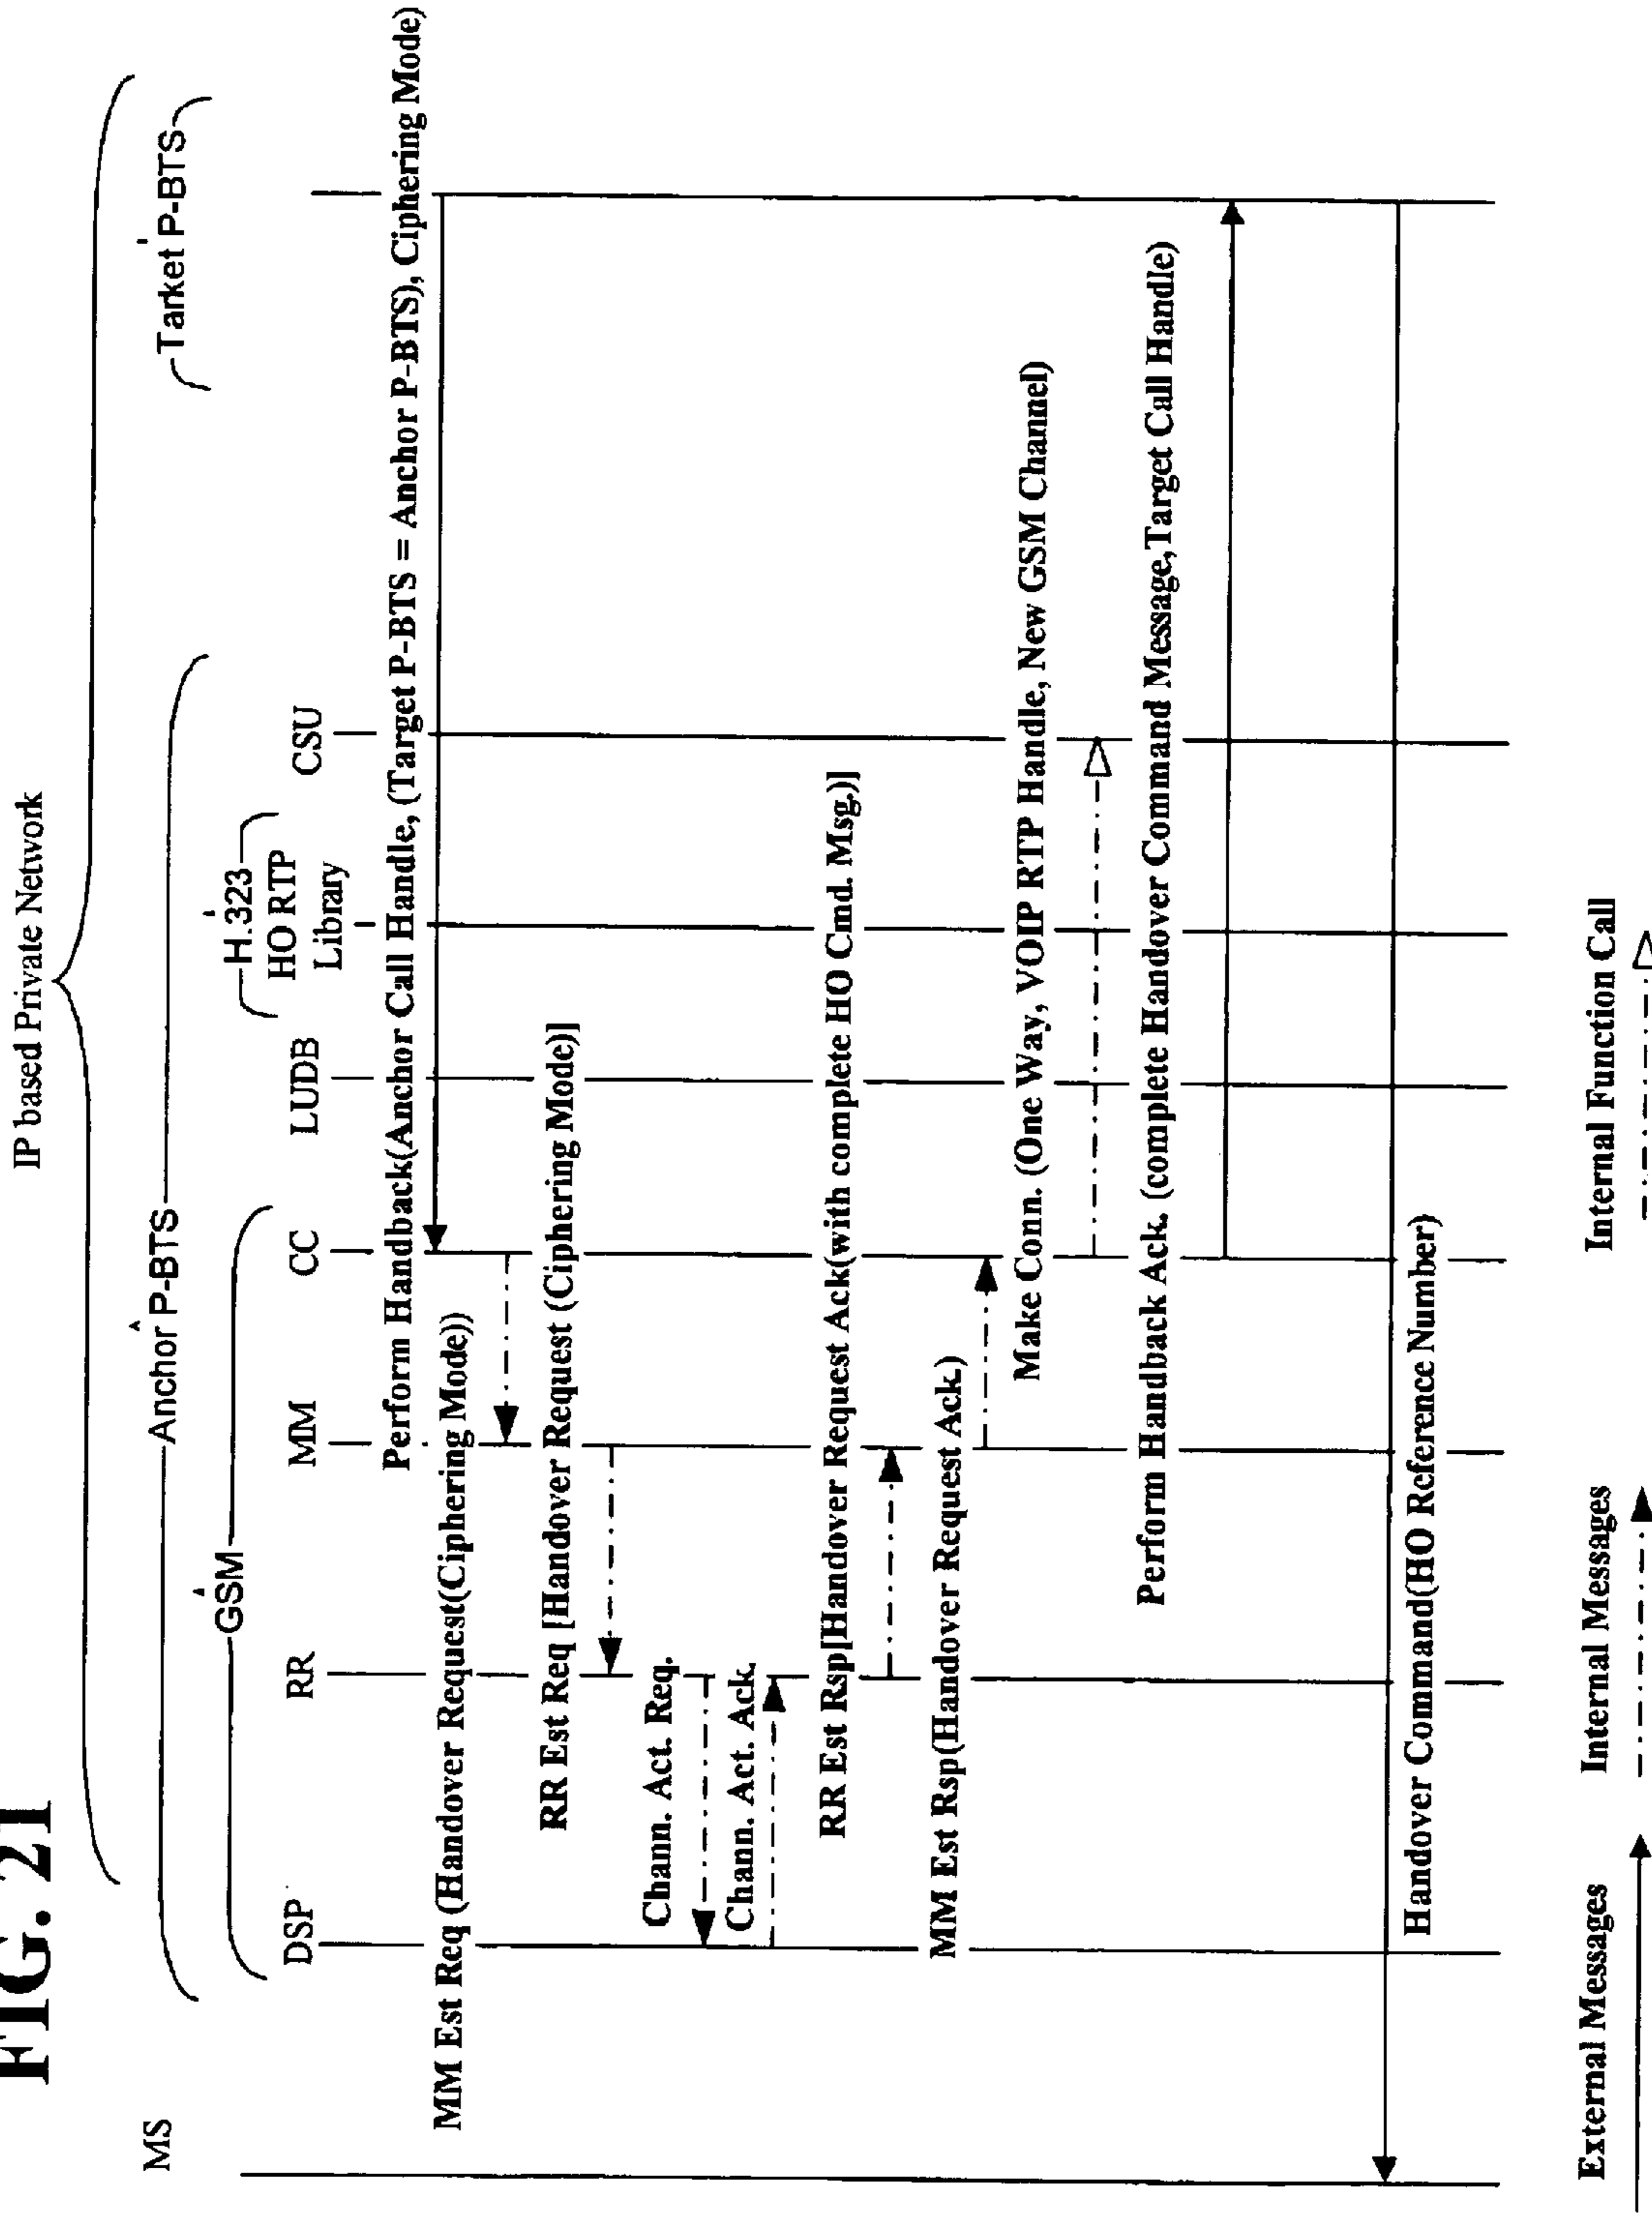 FIG. 21
IP based Private Network
MS
Anchor P-BTS
Tarket P-BTS
GSM
H.323
HO RTP
Library
DSP
RR
MM
CC
LUDB
CSU
Perform Handback(Anchor Call Handle, (Target P-BTS = Anchor P-BTS), Ciphering Mode)
MM Est Req (Handover Request(Ciphering Mode))
RR Est Req [Handover Request (Ciphering Mode)]
Chann. Act. Req.
Chann. Act. Ack.
RR Est Rsp[Handover Request Ack(with complete HO Cmd. Msg.)]
MM Est Rsp(Handover Request Ack.)
Make Conn. (One Way, VOIP RTP Handle, New GSM Channel)
Perform Handback Ack. (complete Handover Command Message,Target Call Handle)
Handover Command(HO Reference Number)
External Messages
Internal Messages
Internal Function Call